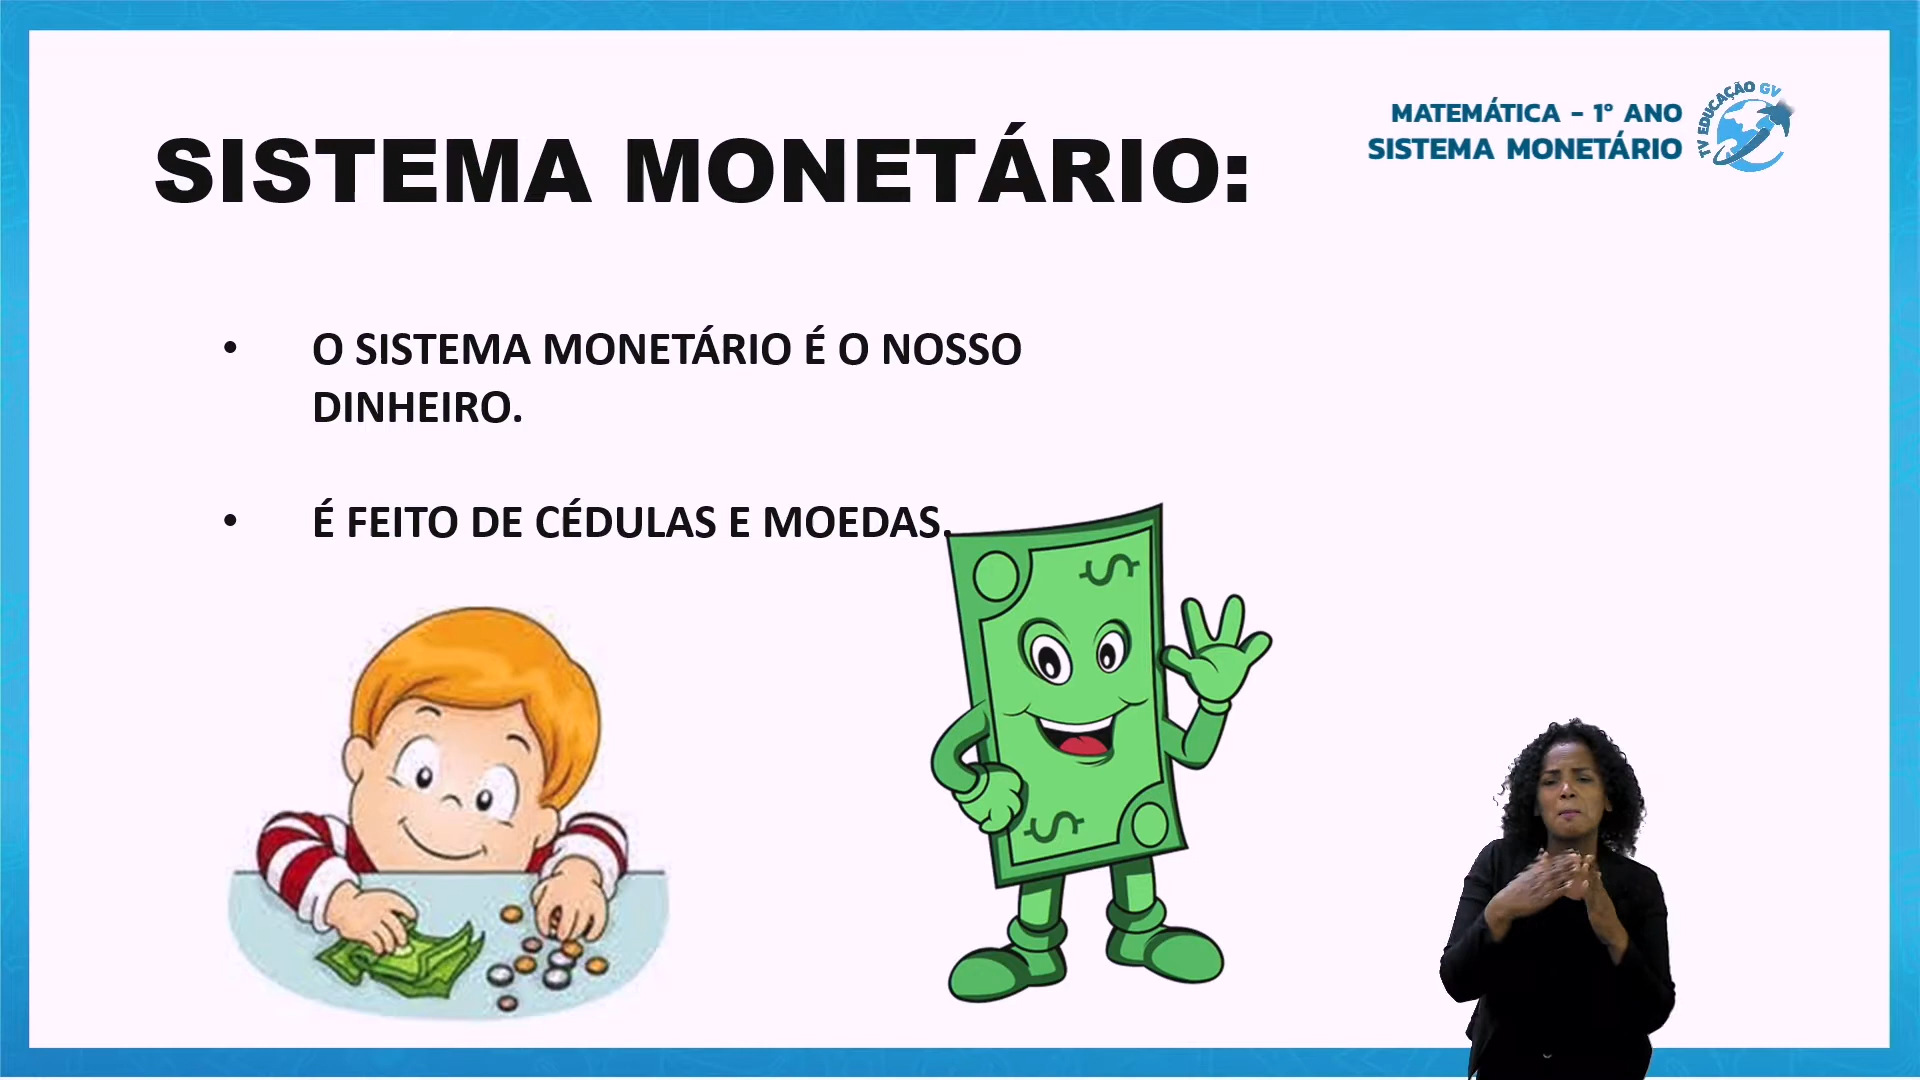 SISTEMA MONETÁRIO:
MATEMÁTICA - 1º ANO
SISTEMA MONETÁRIO
TV EDUCAÇÃO GV
• O SISTEMA MONETÁRIO É O NOSSO
DINHEIRO.
• É FEITO DE CÉDULAS E MOEDAS.
$
$